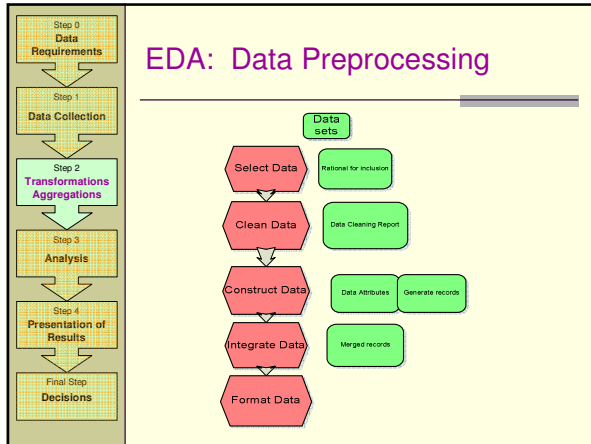 Step 0
Data
Requirements
Step 1
Data Collection
Step 2
Transformations
Aggregations
Step 3
Analysis
Step 4
Presentation of
Results
Final Step
Decisions
EDA: Data Preprocessing
Data
sets
Select Data
Rational for inclusion
Clean Data
Data Cleaning Report
Construct Data
Data Attributes
Generate records
Integrate Data
Merged records
Format Data